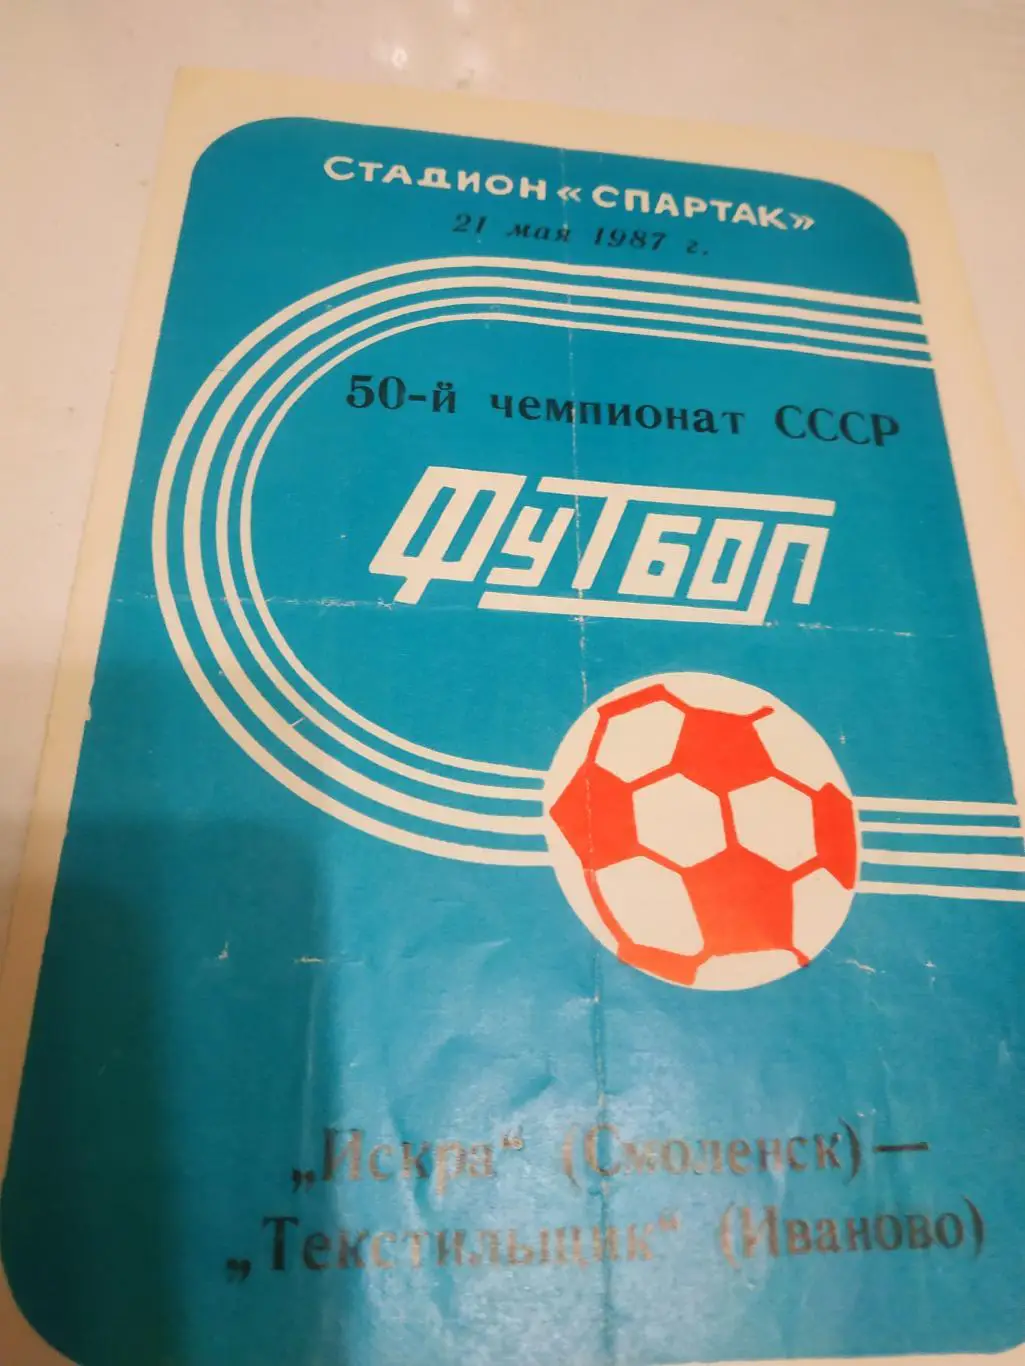 СТАДИОН «СПАРТАК»
21 мая 1987 г.
50-й чемпионат СССР
ФУТБОЛ
„Искра“ (Смоленск) —
„Текстильщик“ (Иваново)